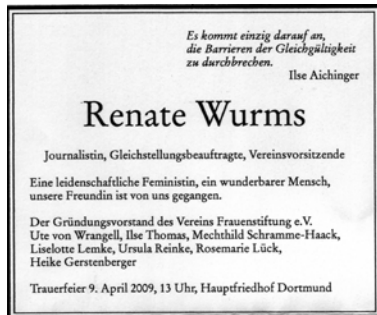 Es kommt einzig darauf an,
die Barrieren der Gleichgültigkeit
zu durchbrechen.
Ilse Aichinger
Renate Wurms
Journalistin, Gleichstellungsbeauftragte, Vereinsvorsitzende
Eine leidenschaftliche Feministin, ein wunderbarer Mensch,
unsere Freundin ist von uns gegangen.
Der Gründungsvorstand des Vereins Frauenstiftung e.V.
Ute von Wrangell, Ilse Thomas, Mechthild Schramme-Haack,
Liselotte Lemke, Ursula Reinke, Rosemarie Lück,
Heike Gerstenberger
Trauerfeier 9. April 2009, 13 Uhr, Hauptfriedhof Dortmund